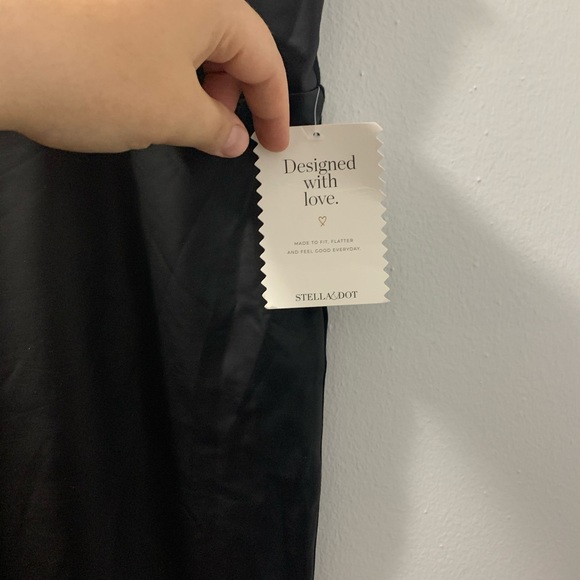 Designed
with
love.
MADE TO FIT, FLATTER
AND FEEL GOOD EVERYDAY
STELLA & DOT